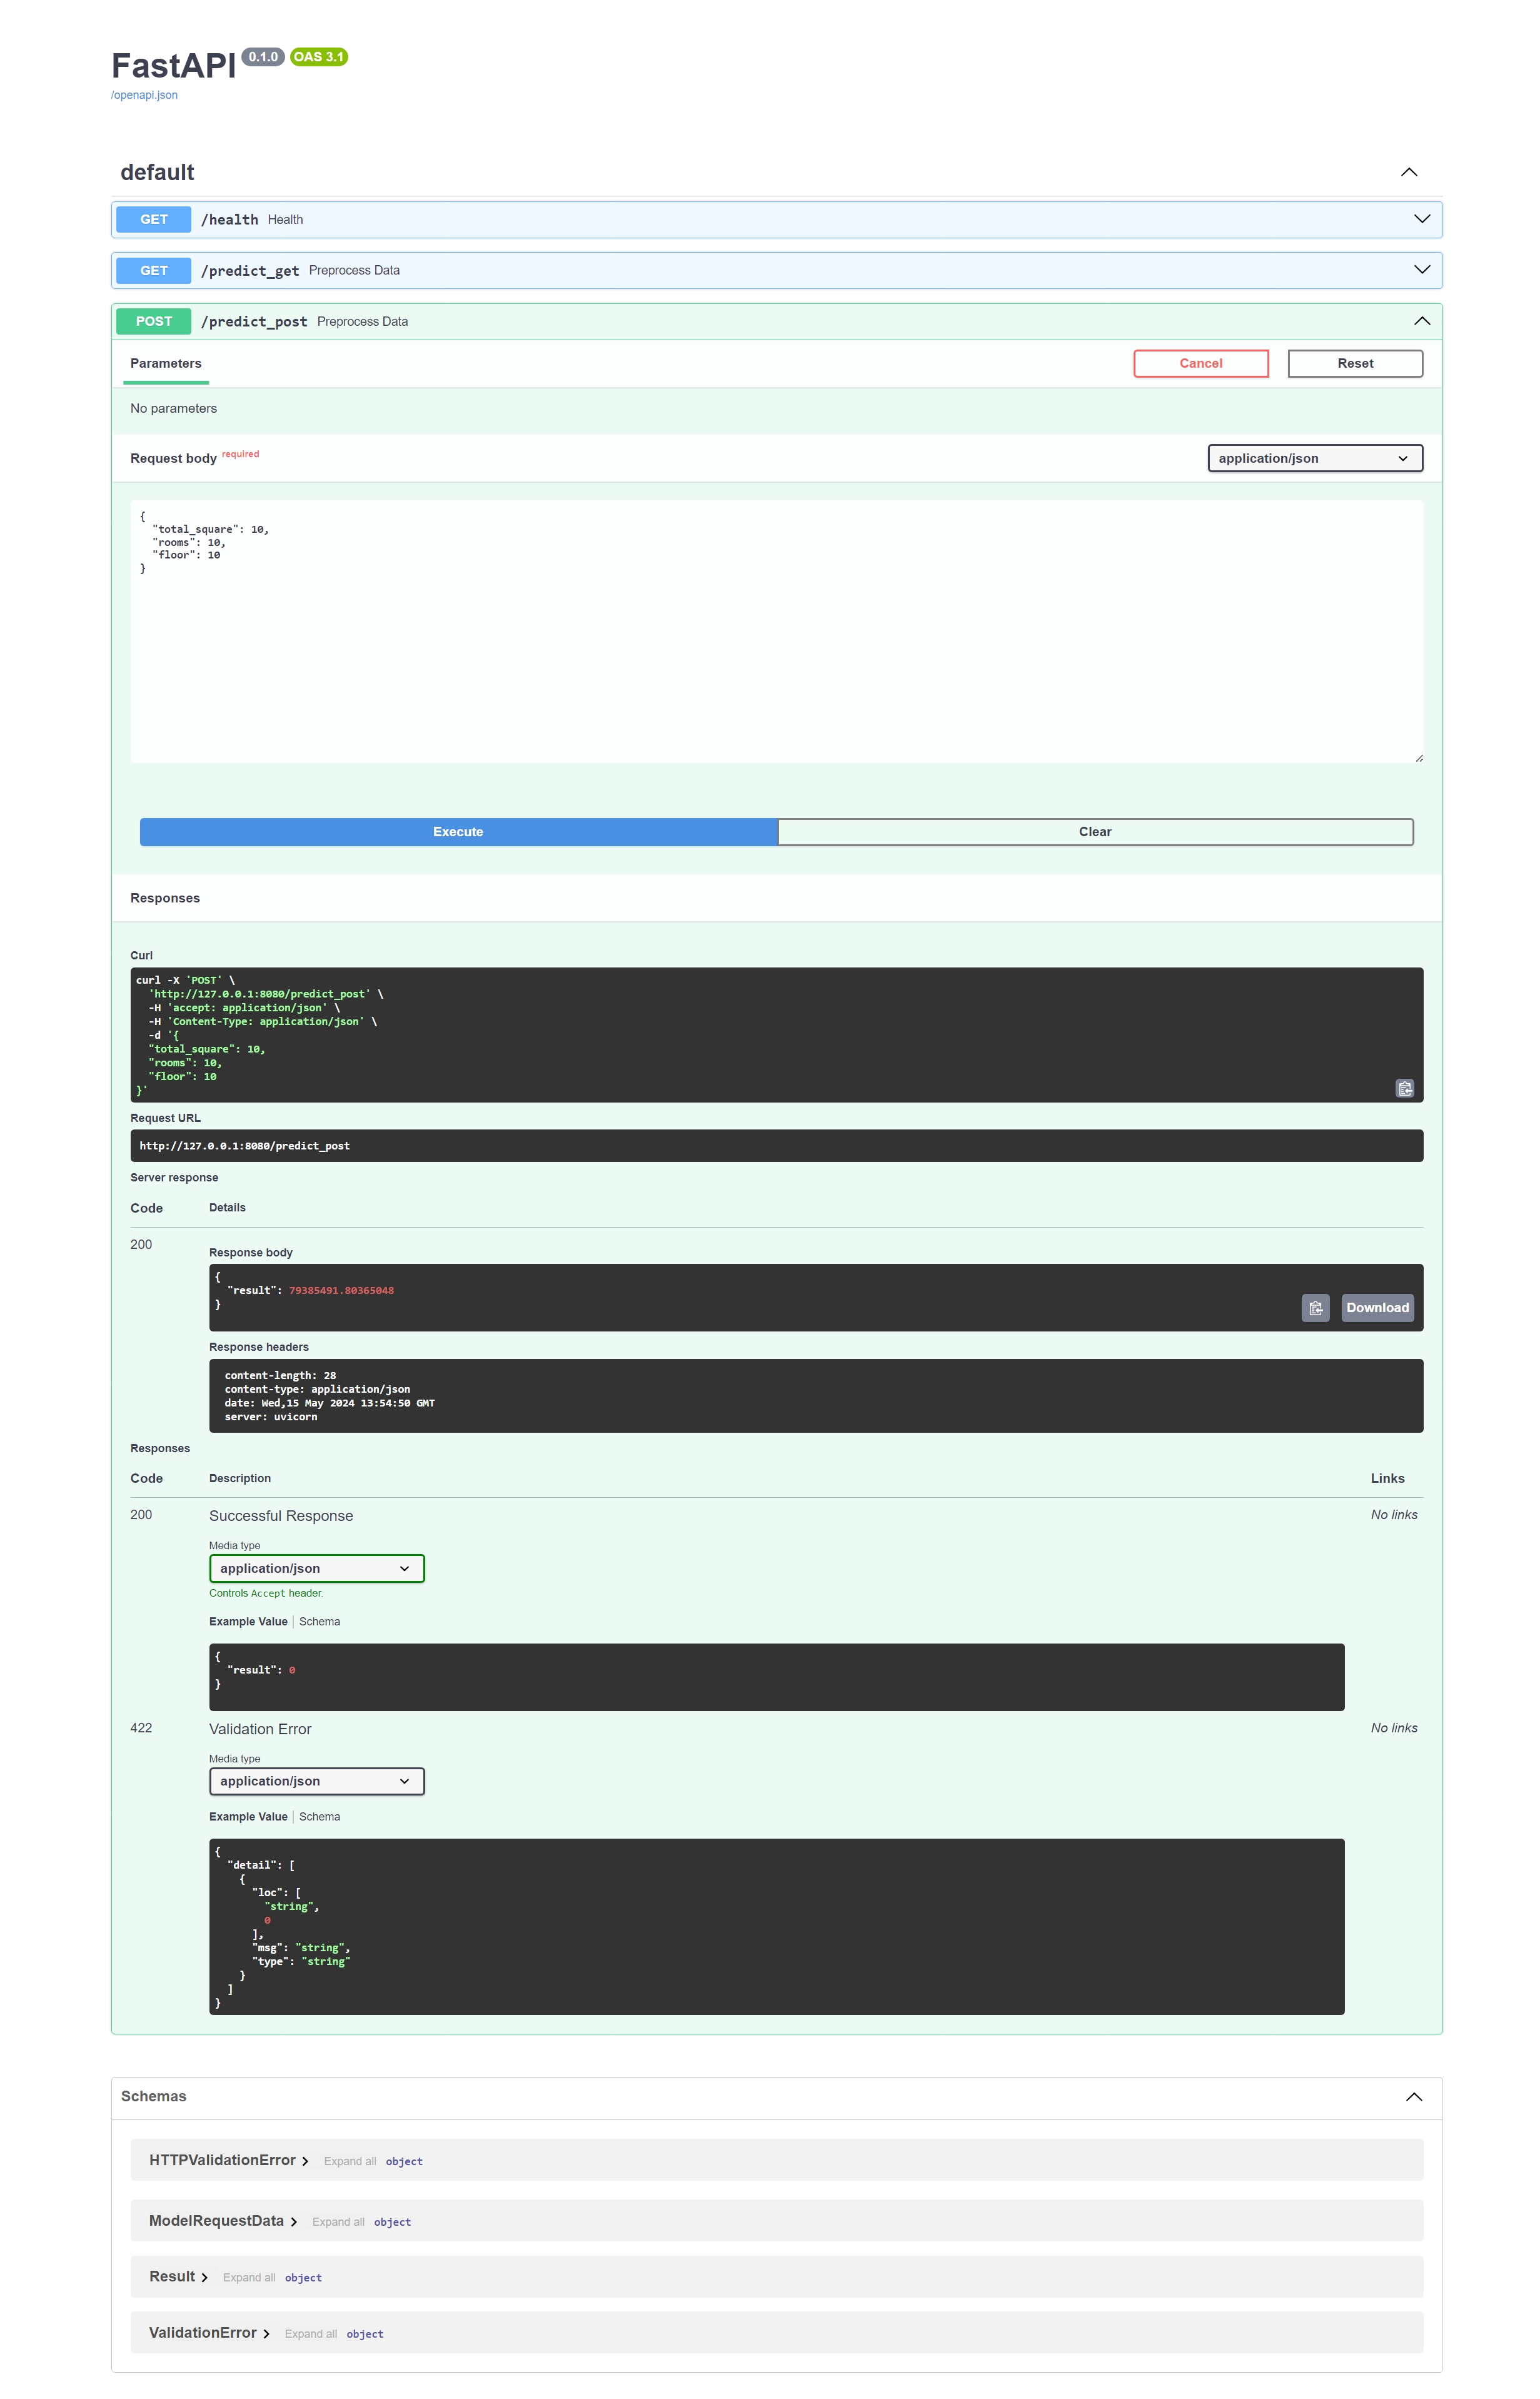 FastAPI 0.1.0 OAS 3.1
/openapi.json
default
GET /health Health
GET /predict_get Preprocess Data
POST /predict_post Preprocess Data
Parameters Cancel Reset
No parameters
Request body required application/json
{
  "total_square": 10,
  "rooms": 10,
  "floor": 10
}
Execute Clear
Responses
Curl
curl -X 'POST' \
  'http://127.0.0.1:8080/predict_post' \
  -H 'accept: application/json' \
  -H 'Content-Type: application/json' \
  -d '{
  "total_square": 10,
  "rooms": 10,
  "floor": 10
}'
Request URL
http://127.0.0.1:8080/predict_post
Server response
Code Details
200
Response body
{
  "result": 79385491.80365048
}
Download
Response headers
content-length: 28
content-type: application/json
date: Wed,15 May 2024 13:54:50 GMT
server: uvicorn
Responses
Code Description Links
200 Successful Response No links
Media type
application/json
Controls Accept header.
Example Value Schema
{
  "result": 0
}
422 Validation Error No links
Media type
application/json
Example Value Schema
{
  "detail": [
    {
      "loc": [
        "string",
        0
      ],
      "msg": "string",
      "type": "string"
    }
  ]
}
Schemas
HTTPValidationError Expand all object
ModelRequestData Expand all object
Result Expand all object
ValidationError Expand all object